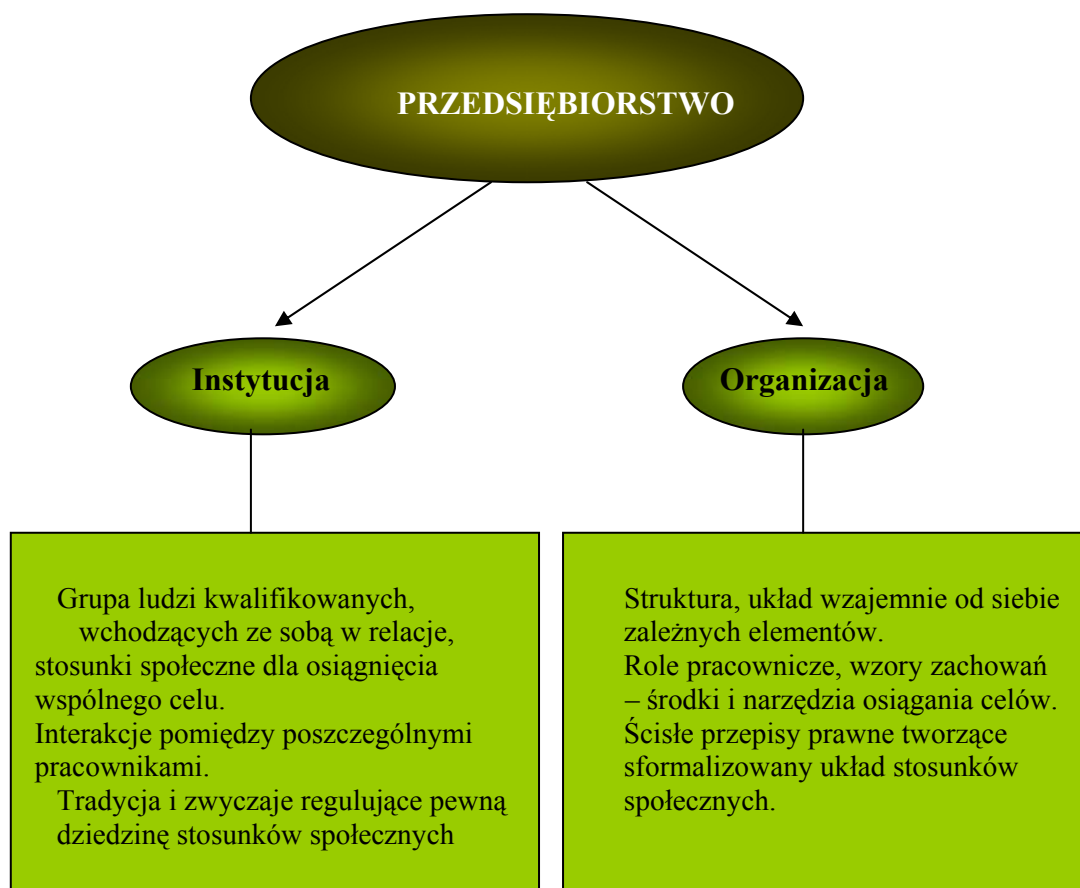 PRZEDSIĘBIORSTWO
Instytucja
Organizacja
Grupa ludzi kwalifikowanych,
wchodzących ze sobą w relacje,
stosunki społeczne dla osiągnięcia
wspólnego celu.
Interakcje pomiędzy poszczególnymi
pracownikami.
Tradycja i zwyczaje regulujące pewną
dziedzinę stosunków społecznych
Struktura, układ wzajemnie od siebie
zależnych elementów.
Role pracownicze, wzory zachowań
– środki i narzędzia osiągania celów.
Ścisłe przepisy prawne tworzące
sformalizowany układ stosunków
społecznych.